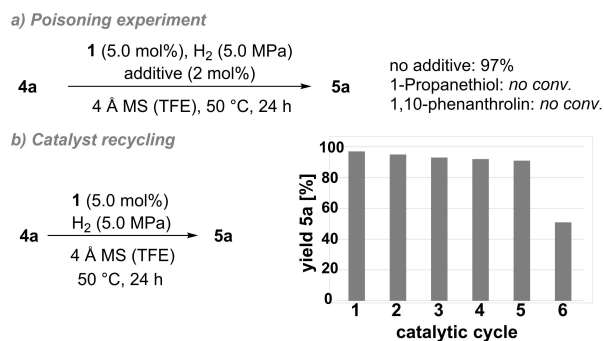 a) Poisoning experiment
1 (5.0 mol%), H₂ (5.0 MPa)
additive (2 mol%)
4a
5a
4 Å MS (TFE), 50 °C, 24 h
no additive: 97%
1-Propanethiol: no conv.
1,10-phenanthrolin: no conv.
b) Catalyst recycling
1 (5.0 mol%)
H₂ (5.0 MPa)
4a
5a
4 Å MS (TFE)
50 °C, 24 h
yield 5a [%]
100
80
60
40
20
0
1 2 3 4 5 6
catalytic cycle